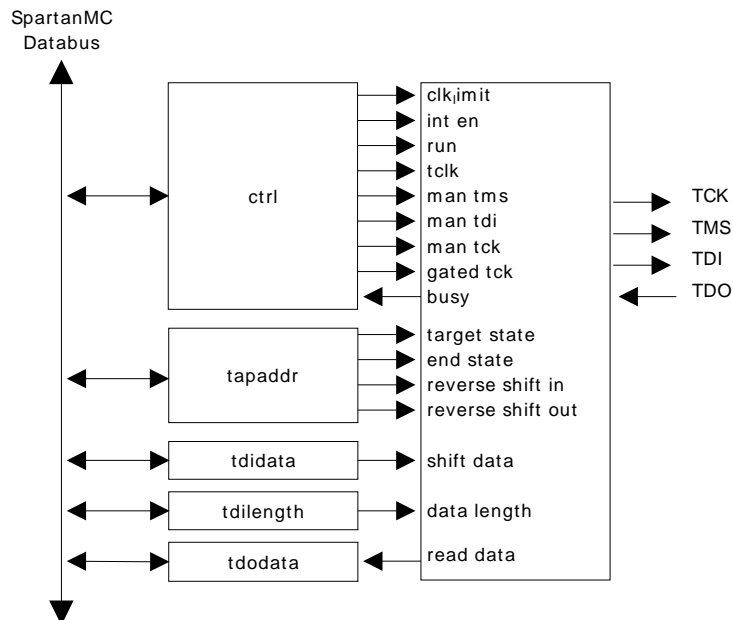 SpartanMC
Databus
ctrl
clk_limit
int en
run
tclk
man tms
man tdi
man tck
gated tck
busy
TCK
TMS
TDI
TDO
tapaddr
target state
end state
reverse shift in
reverse shift out
tdidata
shift data
tdilength
data length
tdodata
read data